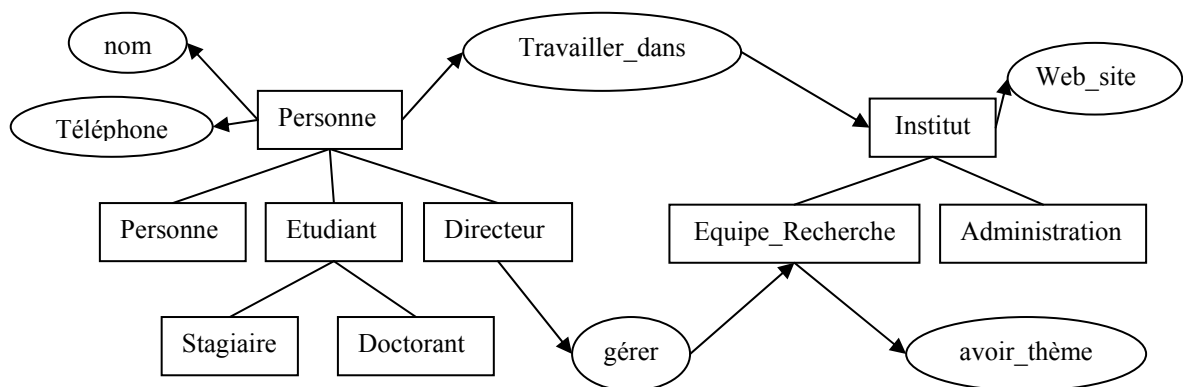 nom
Travailler_dans
Web_site
Téléphone
Personne
Institut
Personne
Etudiant
Directeur
Equipe_Recherche
Administration
Stagiaire
Doctorant
gérer
avoir_thème